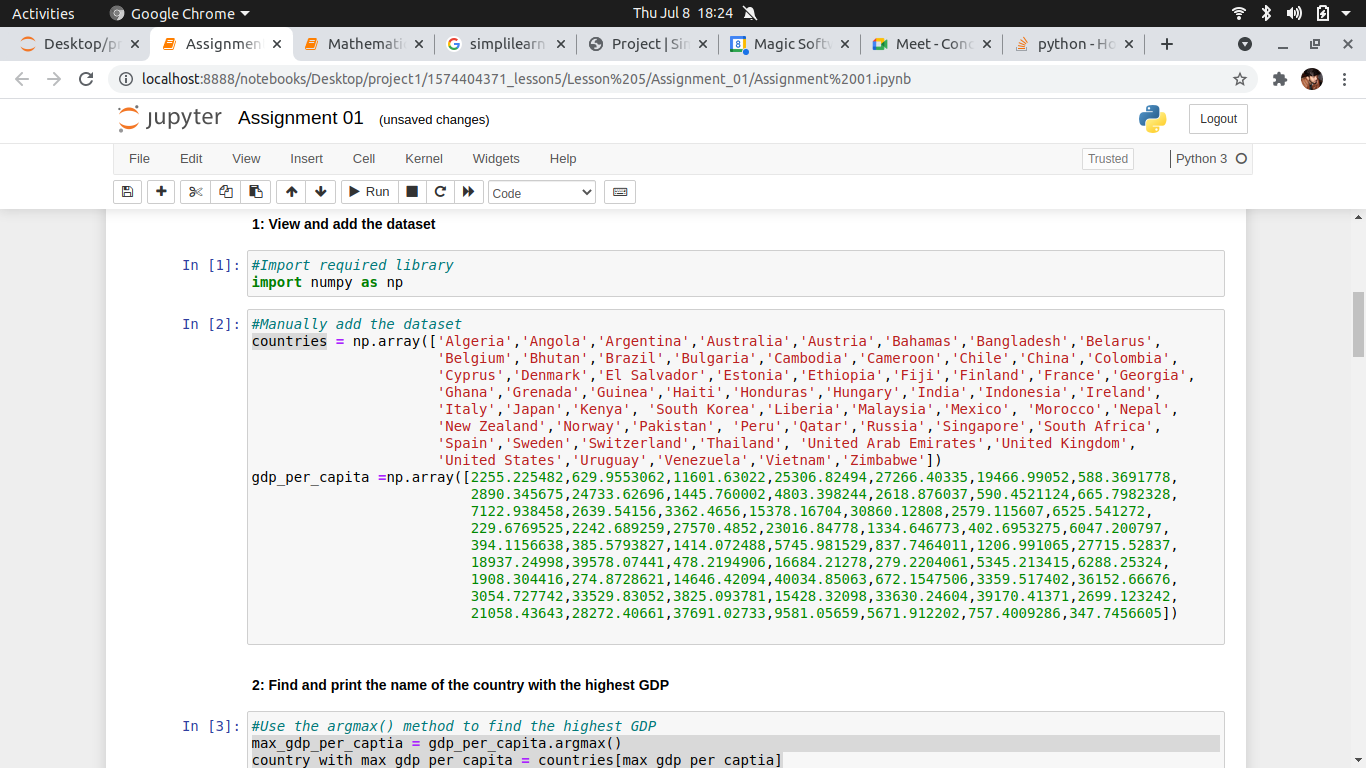 Activities Google Chrome Thu Jul 8 18:24
Desktop/pr Assignmen Mathemati simplilearn Project | Sim Magic Soft Meet - Conc python - Ho
localhost:8888/notebooks/Desktop/project1/1574404371_lesson5/Lesson%205/Assignment_01/Assignment%2001.ipynb
jupyter Assignment 01 (unsaved changes) Logout
File Edit View Insert Cell Kernel Widgets Help Trusted Python 3
Run Code
1: View and add the dataset
In [1]: #Import required library
import numpy as np
In [2]: #Manually add the dataset
countries = np.array(['Algeria','Angola','Argentina','Australia','Austria','Bahamas','Bangladesh','Belarus',
'Belgium','Bhutan','Brazil','Bulgaria','Cambodia','Cameroon','Chile','China','Colombia',
'Cyprus','Denmark','El Salvador','Estonia','Ethiopia','Fiji','Finland','France','Georgia',
'Ghana','Grenada','Guinea','Haiti','Honduras','Hungary','India','Indonesia','Ireland',
'Italy','Japan','Kenya', 'South Korea','Liberia','Malaysia','Mexico', 'Morocco','Nepal',
'New Zealand','Norway','Pakistan', 'Peru','Qatar','Russia','Singapore','South Africa',
'Spain','Sweden','Switzerland','Thailand', 'United Arab Emirates','United Kingdom',
'United States','Uruguay','Venezuela','Vietnam','Zimbabwe'])
gdp_per_capita =np.array([2255.225482,629.9553062,11601.63022,25306.82494,27266.40335,19466.99052,588.3691778,
2890.345675,24733.62696,1445.760002,4803.398244,2618.876037,590.4521124,665.7982328,
7122.938458,2639.54156,3362.4656,15378.16704,30860.12808,2579.115607,6525.541272,
229.6769525,2242.689259,27570.4852,23016.84778,1334.646773,402.6953275,6047.200797,
394.1156638,385.5793827,1414.072488,5745.981529,837.7464011,1206.991065,27715.52837,
18937.24998,39578.07441,478.2194906,16684.21278,279.2204061,5345.213415,6288.25324,
1908.304416,274.8728621,14646.42094,40034.85063,672.1547506,3359.517402,36152.66676,
3054.727742,33529.83052,3825.093781,15428.32098,33630.24604,39170.41371,2699.123242,
21058.43643,28272.40661,37691.02733,9581.05659,5671.912202,757.4009286,347.7456605])
2: Find and print the name of the country with the highest GDP
In [3]: #Use the argmax() method to find the highest GDP
max_gdp_per_captia = gdp_per_capita.argmax()
country_with_max_gdp_per_capita = countries[max_gdp_per_captia]